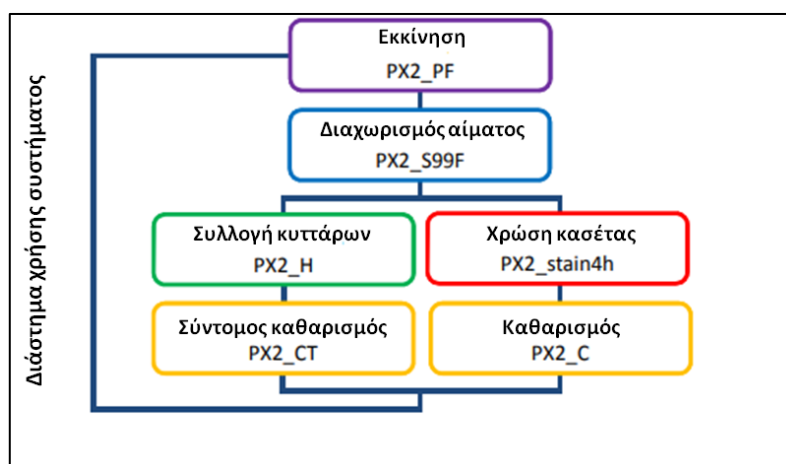 Διάστημα χρήσης συστήματος
Εκκίνηση
PX2_PF
Διαχωρισμός αίματος
PX2_S99F
Συλλογή κυττάρων
PX2_H
Χρώση κασέτας
PX2_stain4h
Σύντομος καθαρισμός
PX2_CT
Καθαρισμός
PX2_C